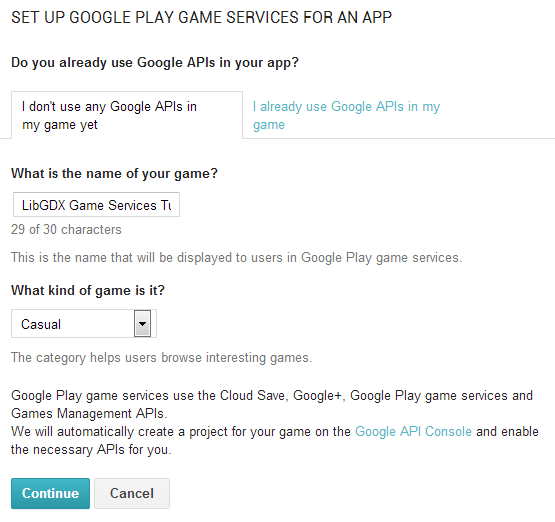 SET UP GOOGLE PLAY GAME SERVICES FOR AN APP
Do you already use Google APIs in your app?
I don't use any Google APIs in
my game yet
I already use Google APIs in my
game
What is the name of your game?
LibGDX Game Services Tu
29 of 30 characters
This is the name that will be displayed to users in Google Play game services.
What kind of game is it?
Casual
The category helps users browse interesting games.
Google Play game services use the Cloud Save, Google+, Google Play game services and
Games Management APIs.
We will automatically create a project for your game on the Google API Console and enable
the necessary APIs for you.
Continue
Cancel